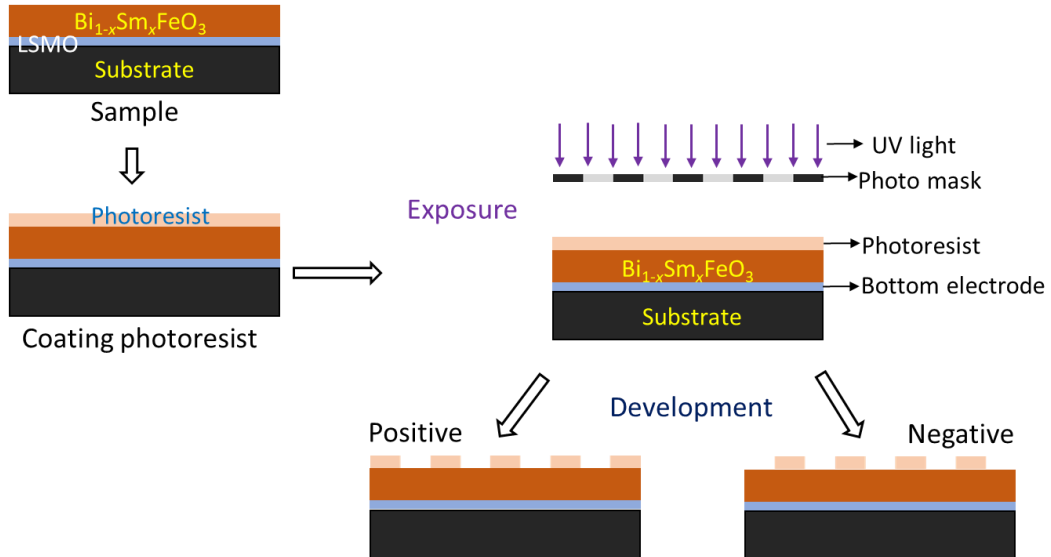 Bi₁₋ₓSmₓFeO₃
LSMO
Substrate
Sample
Photoresist
Coating photoresist
Exposure
UV light
Photo mask
Photoresist
Bi₁₋ₓSmₓFeO₃
Bottom electrode
Substrate
Development
Positive
Negative